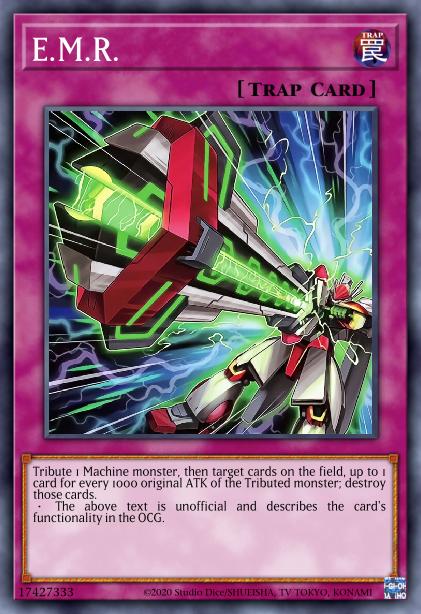 E.M.R.
TRAP
罠
[TRAP CARD]
Tribute 1 Machine monster, then target cards on the field, up to 1
card for every 1000 original ATK of the Tributed monster; destroy
those cards.
· The above text is unofficial and describes the card's
functionality in the OCG.
17427333
©2020 Studio Dice/SHUEISHA, TV TOKYO, KONAMI